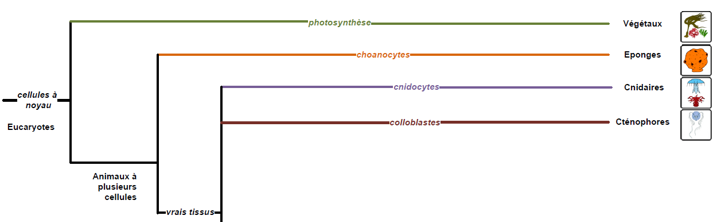 photosynthèse
Végétaux
choanocytes
Eponges
cellules à
noyau
cnidocytes
Cnidaires
Eucaryotes
colloblastes
Cténophores
Animaux à
plusieurs
cellules
vrais tissus